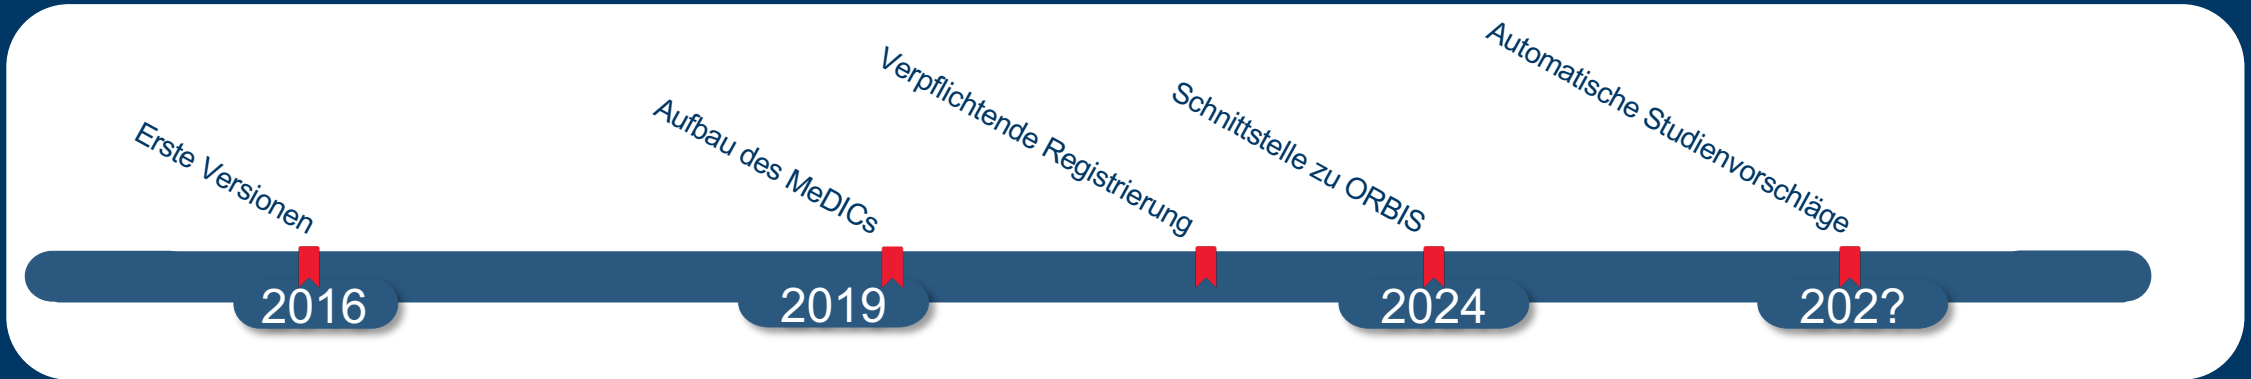 Erste Versionen
Aufbau des MeDICs
Verpflichtende Registrierung
Schnittstelle zu ORBIS
Automatische Studienvorschläge
2016
2019
2024
202?